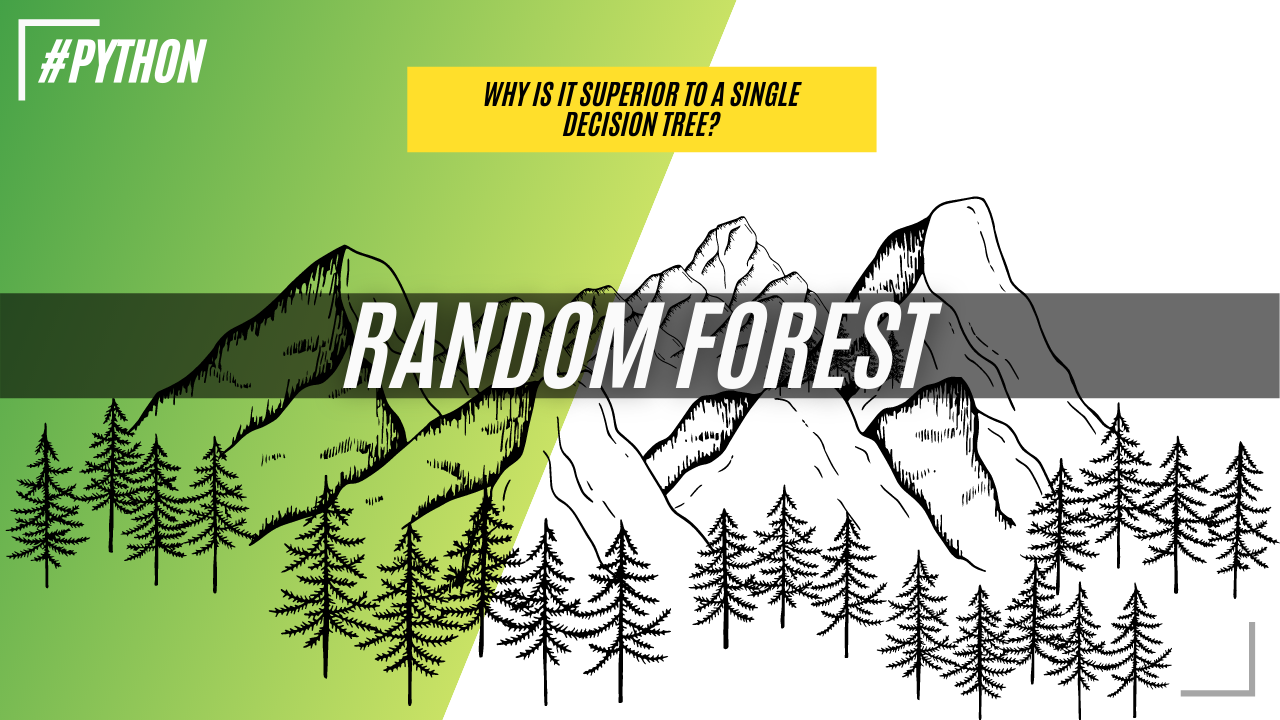 #PYTHON
WHY IS IT SUPERIOR TO A SINGLE
DECISION TREE?
RANDOM FOREST